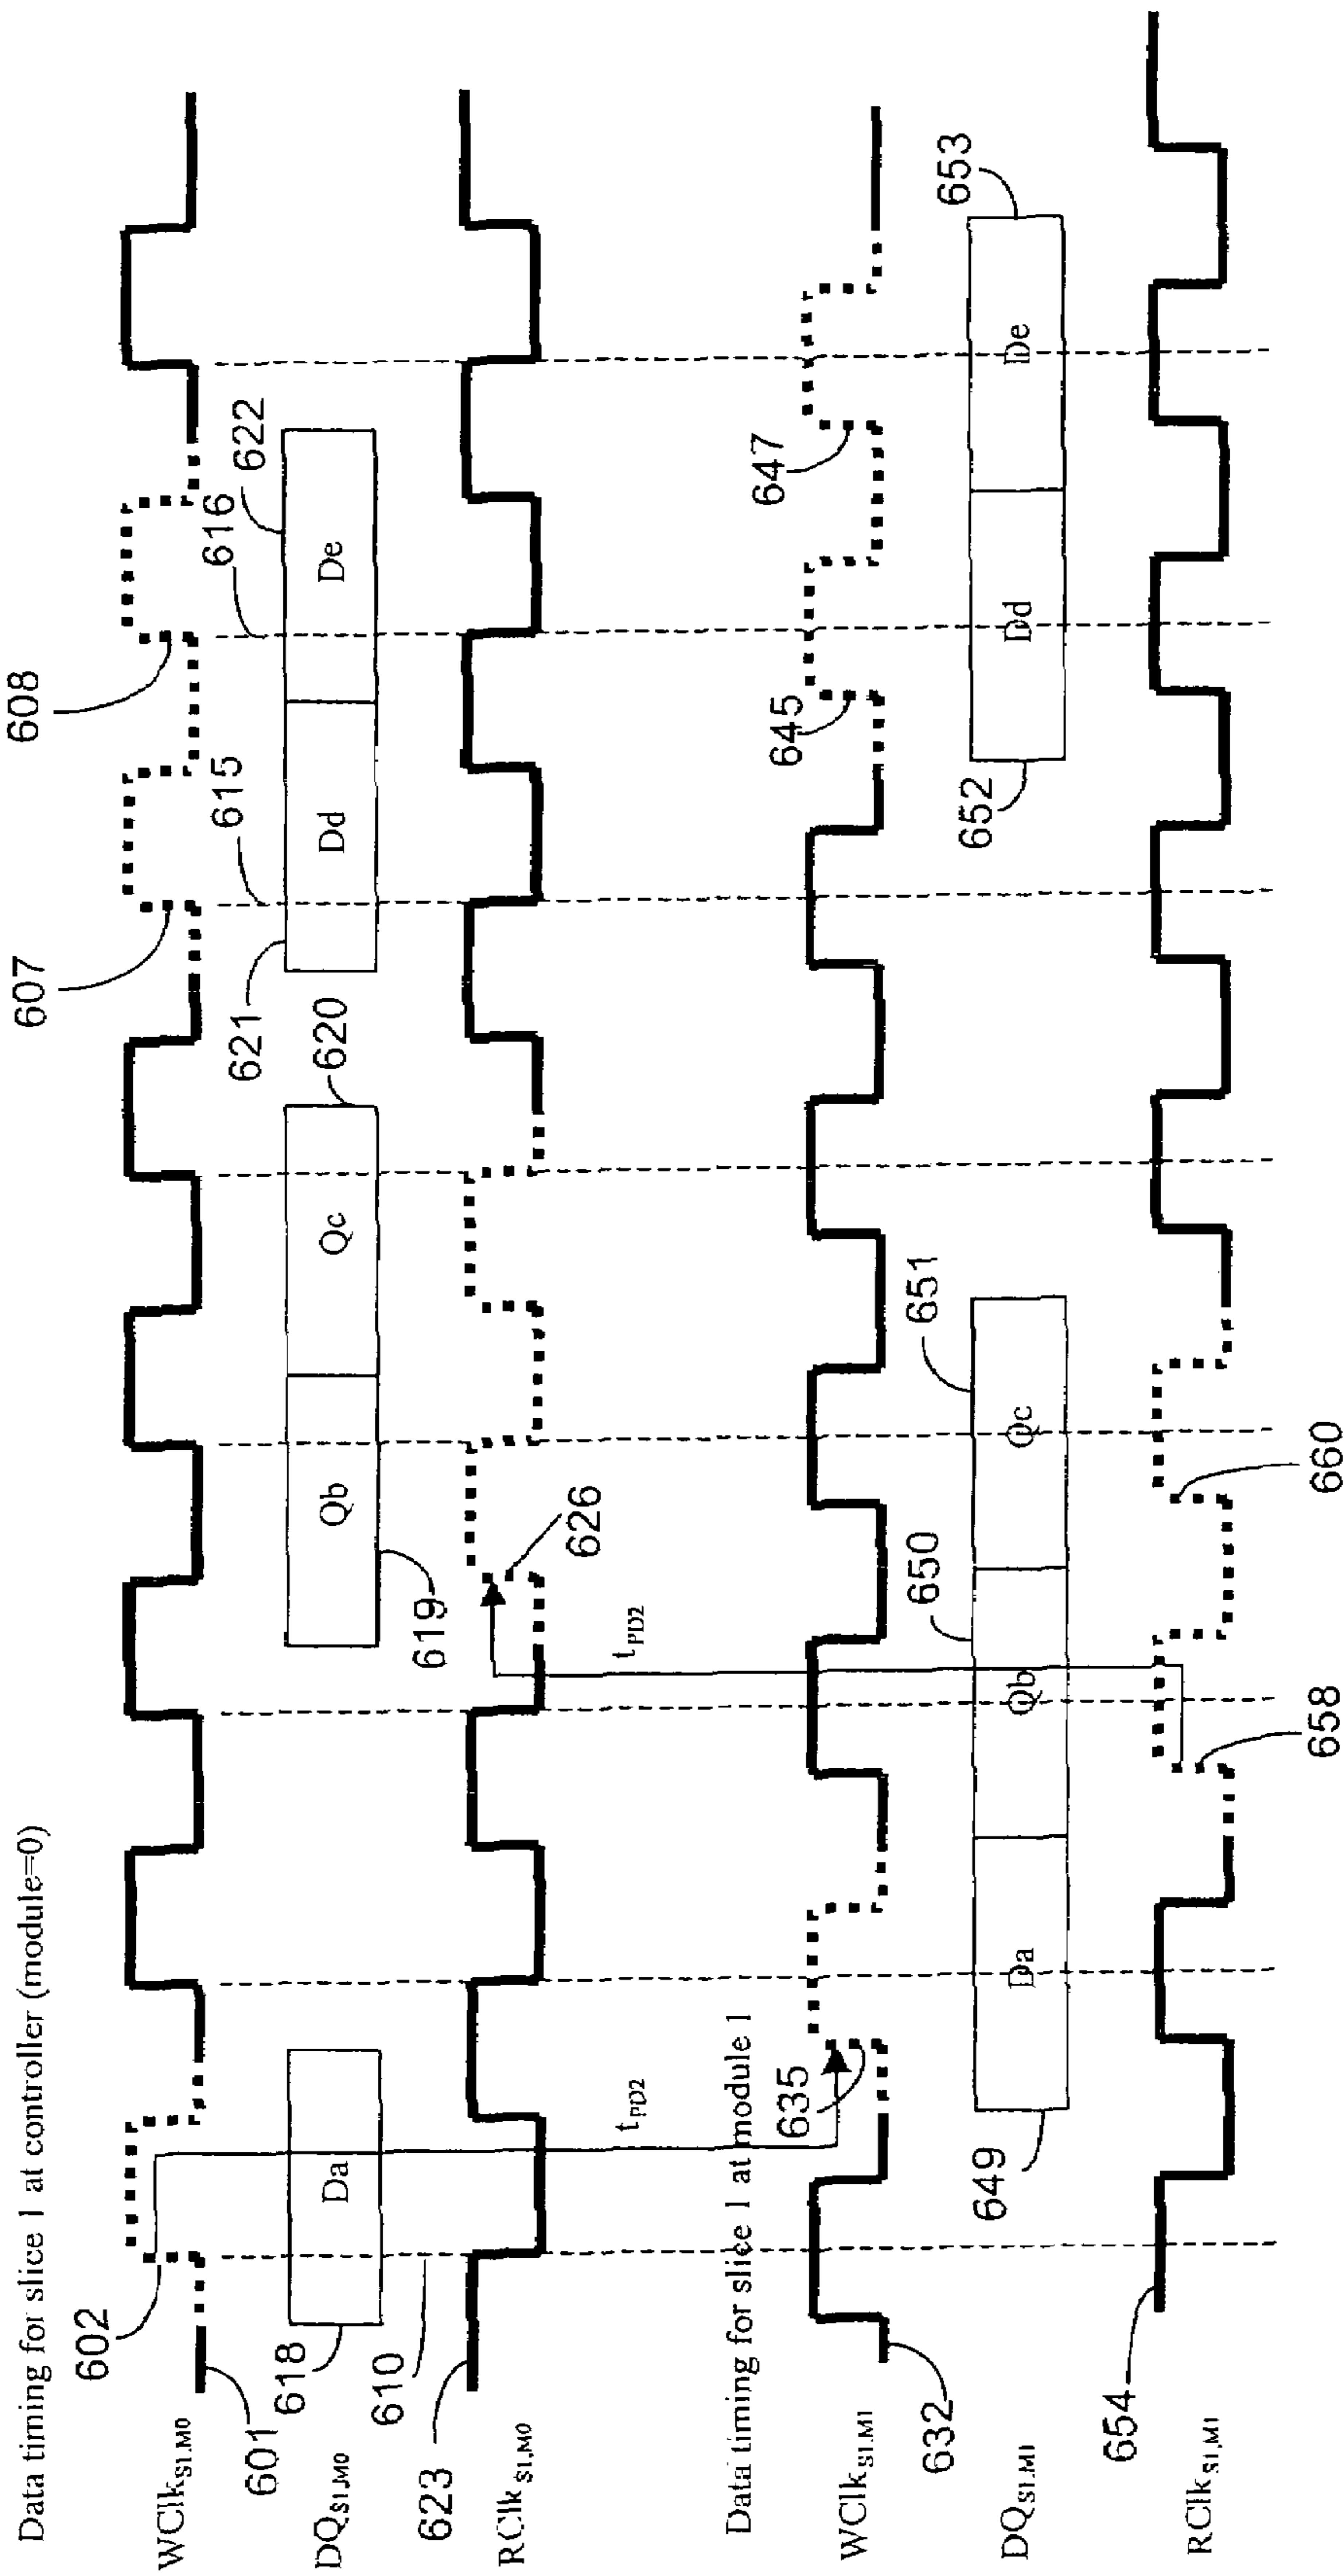 Data timing for slice 1 at controller (module=0)
602
607
608
WClk S1,M0
601
615
616
618
Da
619
Qb
Qc
620
621
Dd
De
622
DQ S1,M0
610
623
626
RClk S1,M0
tPD2
tPD2
Data timing for slice 1 at module 1
635
645
647
WClk S1,M1
632
649
Da
650
Qb
Qc
651
652
Dd
De
653
DQ S1,M1
654
658
660
RClk S1,M1